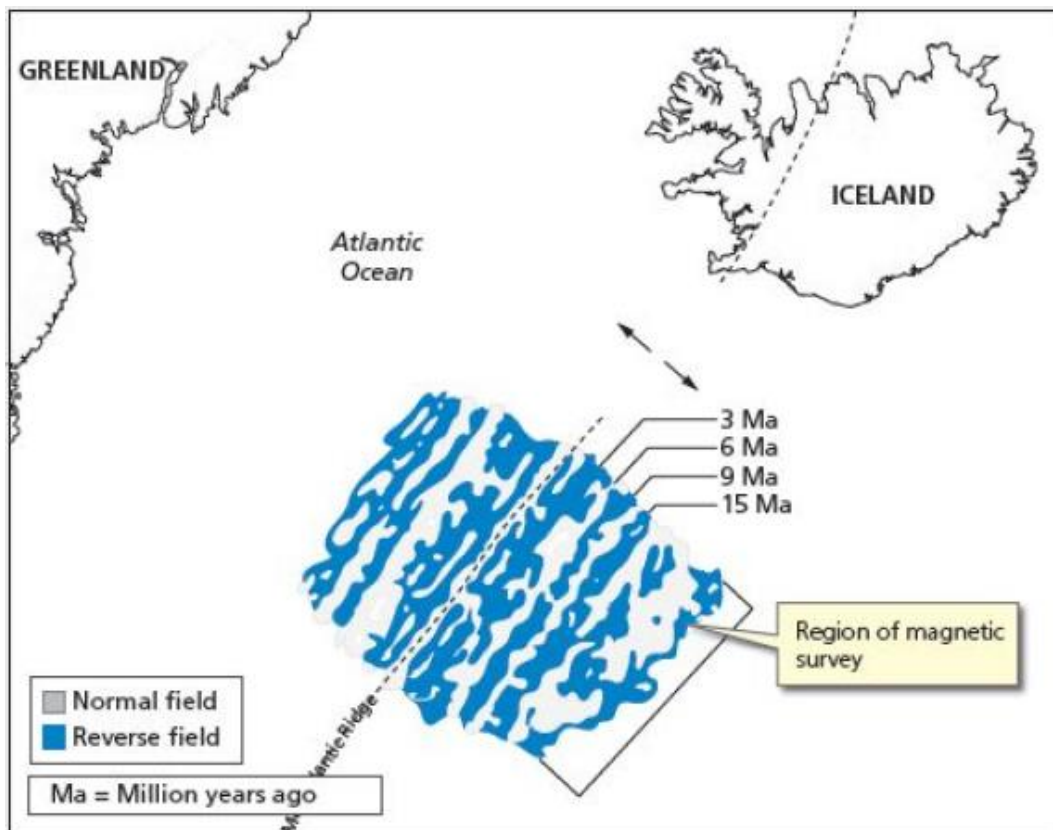 GREENLAND
ICELAND
Atlantic
Ocean
3 Ma
6 Ma
9 Ma
15 Ma
Region of magnetic
survey
Normal field
Reverse field
Ma = Million years ago
Ridge